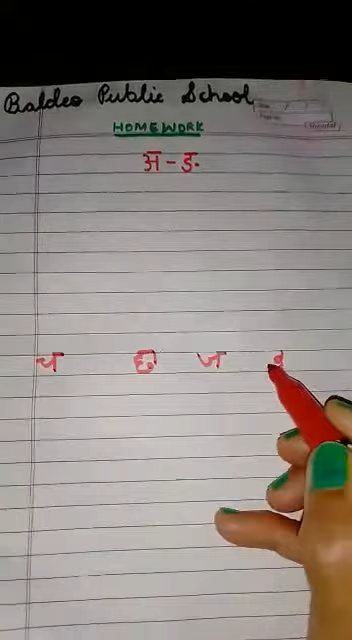 Baldeo Public School
HOMEWORK
अ - ङ
च छ ज